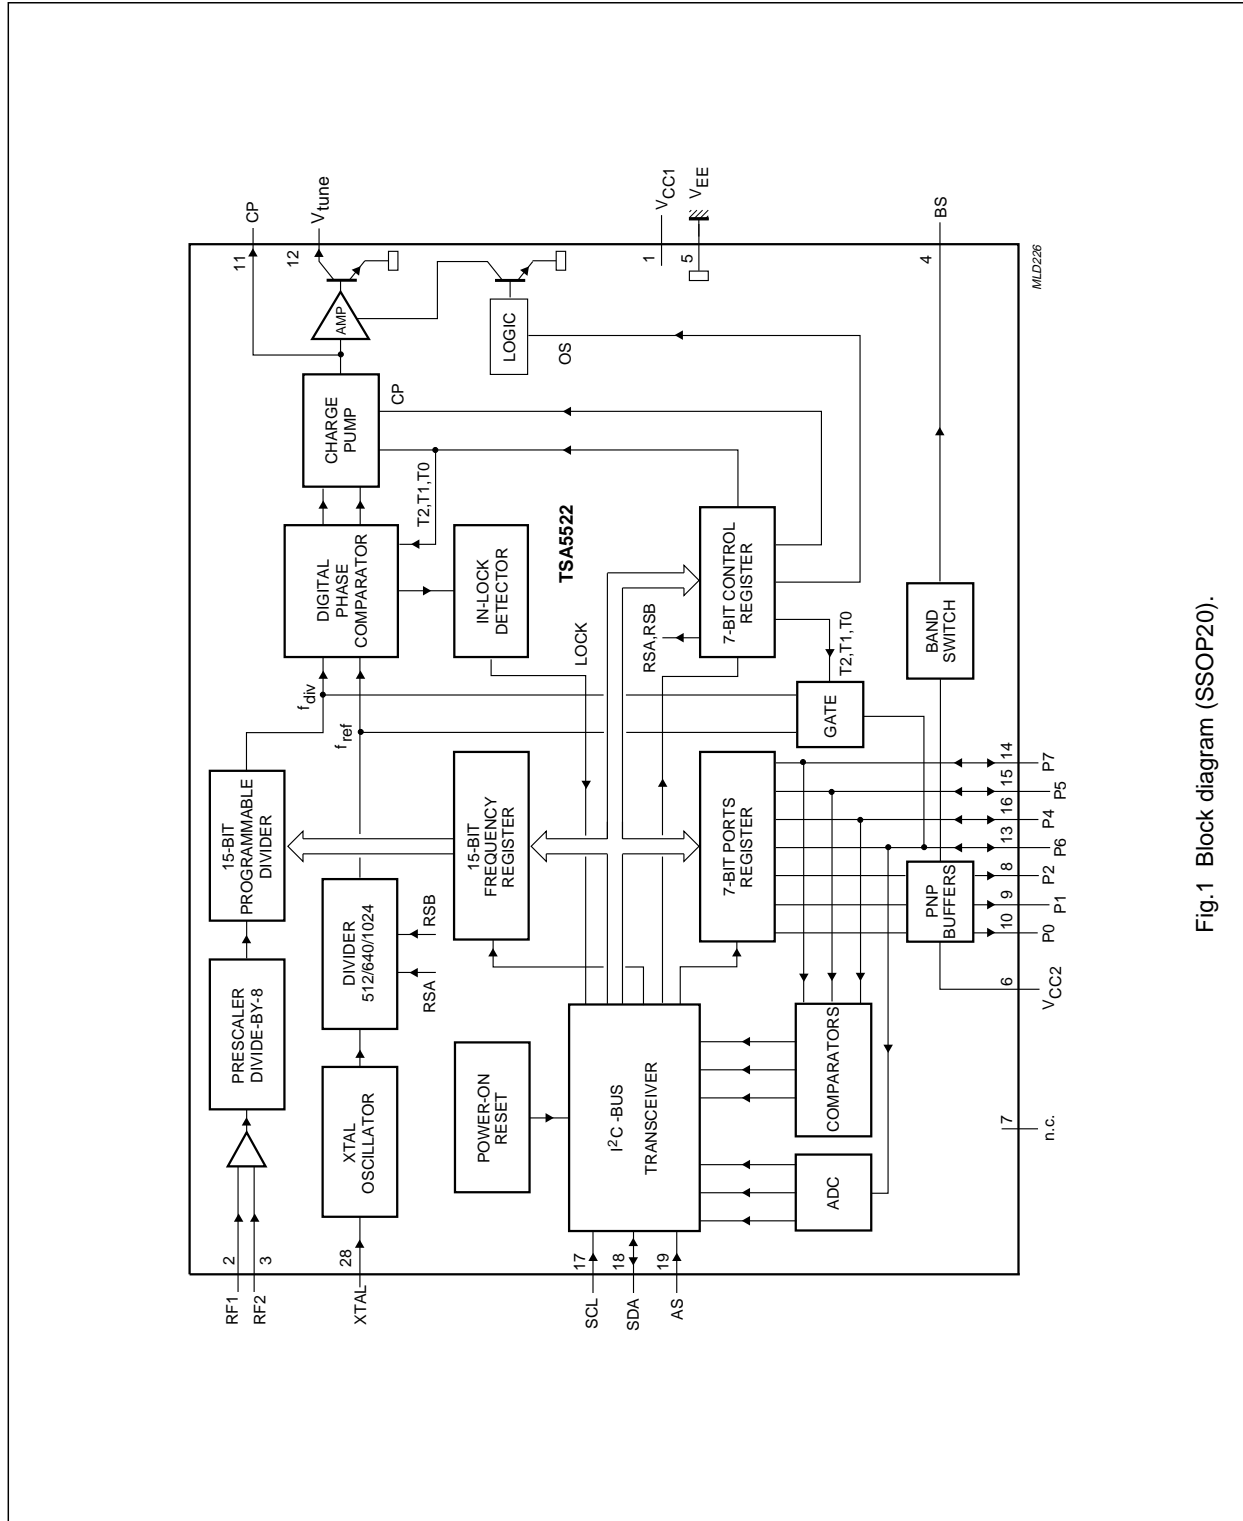 RF1
2
RF2
3
PRESCALER
DIVIDE-BY-8
15-BIT
PROGRAMMABLE
DIVIDER
f div
DIGITAL
PHASE
COMPARATOR
CHARGE
PUMP
AMP
11
CP
12
Vtune
XTAL
28
XTAL
OSCILLATOR
DIVIDER
512/640/1024
f ref
RSA
RSB
T2,T1,T0
CP
POWER-ON
RESET
15-BIT
FREQUENCY
REGISTER
IN-LOCK
DETECTOR
LOGIC
OS
TSA5522
LOCK
SCL
17
SDA
18
AS
19
I2C -BUS
TRANSCEIVER
RSA,RSB
1
VCC1
5
VEE
7-BIT PORTS
REGISTER
7-BIT CONTROL
REGISTER
ADC
COMPARATORS
GATE
T2,T1,T0
PNP
BUFFERS
BAND
SWITCH
4
BS
7
6
10
9
8
13
16
15
14
n.c.
VCC2
P0
P1
P2
P6
P4
P5
P7
MLD226
Fig.1 Block diagram (SSOP20).